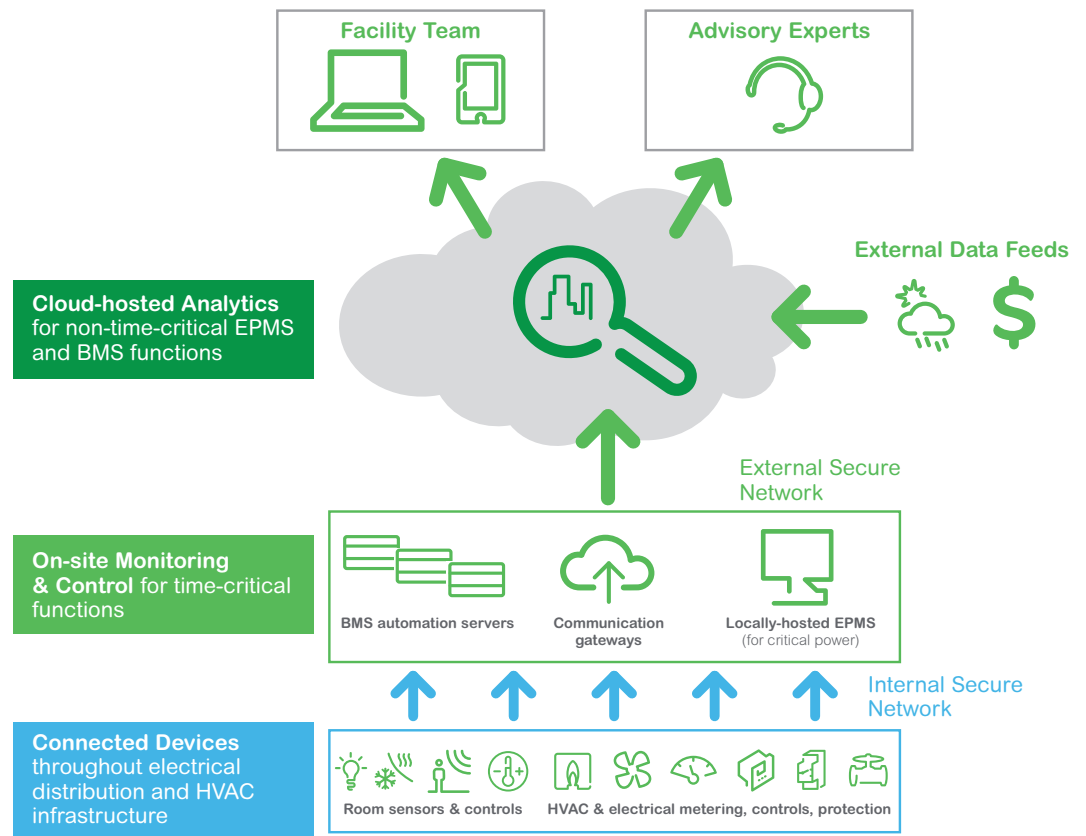 Facility Team
Advisory Experts
External Data Feeds
$
Cloud-hosted Analytics
for non-time-critical EPMS
and BMS functions
External Secure
Network
On-site Monitoring
& Control for time-critical
functions
BMS automation servers
Communication
gateways
Locally-hosted EPMS
(for critical power)
Internal Secure
Network
Connected Devices
throughout electrical
distribution and HVAC
infrastructure
Room sensors & controls
HVAC & electrical metering, controls, protection